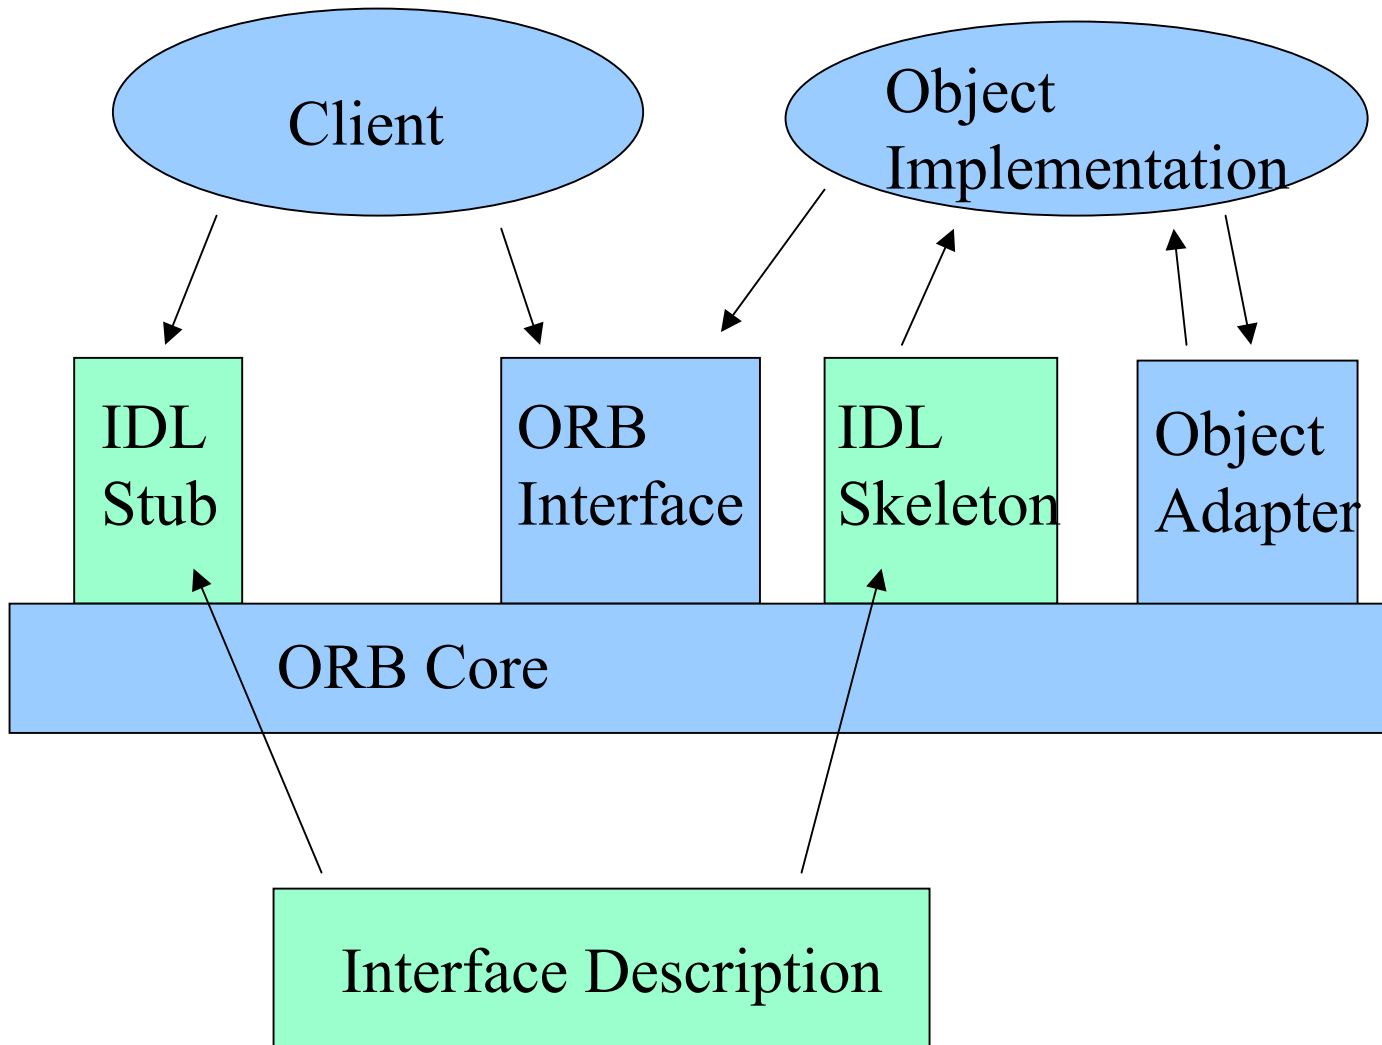 Client
Object
Implementation
IDL
Stub
ORB
Interface
IDL
Skeleton
Object
Adapter
ORB Core
Interface Description